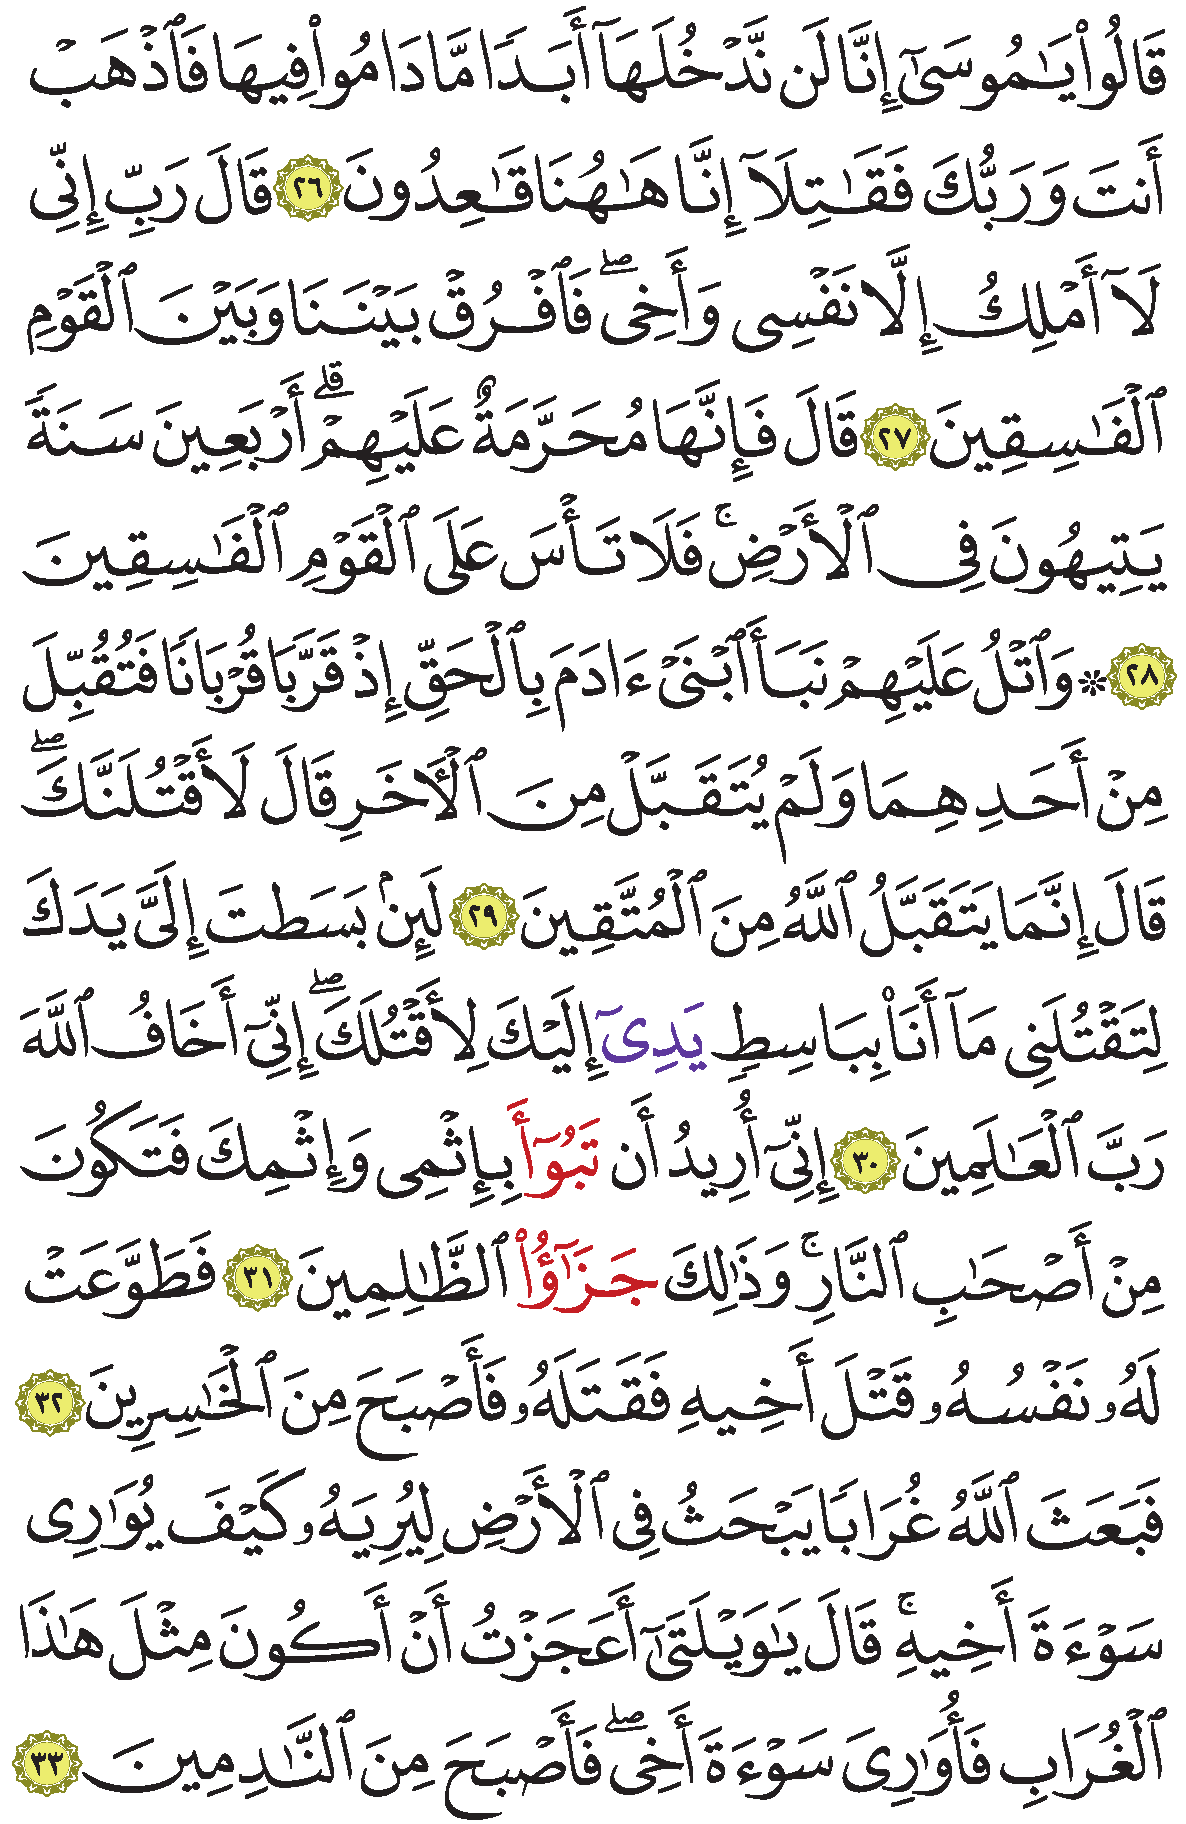 قَالُوا۟ يَـٰمُوسَىٰٓ إِنَّا لَن نَّدْخُلَهَآ أَبَدًا مَّا دَامُوا۟ فِيهَا فَٱذْهَبْ
أَنتَ وَرَبُّكَ فَقَـٰتِلَآ إِنَّا هَـٰهُنَا قَـٰعِدُونَ ٢٦ قَالَ رَبِّ إِنِّى
لَآ أَمْلِكُ إِلَّا نَفْسِى وَأَخِى ۖ فَٱفْرُقْ بَيْنَنَا وَبَيْنَ ٱلْقَوْمِ
ٱلْفَـٰسِقِينَ ٢٧ قَالَ فَإِنَّهَا مُحَرَّمَةٌ عَلَيْهِمْ ۗ أَرْبَعِينَ سَنَةً
يَتِيهُونَ فِى ٱلْأَرْضِ ۚ فَلَا تَأْسَ عَلَى ٱلْقَوْمِ ٱلْفَـٰسِقِينَ
٢٨ ۞ وَٱتْلُ عَلَيْهِمْ نَبَأَ ٱبْنَىْ ءَادَمَ بِٱلْحَقِّ إِذْ قَرَّبَا قُرْبَانًا فَتُقُبِّلَ
مِنْ أَحَدِهِمَا وَلَمْ يُتَقَبَّلْ مِنَ ٱلْـَٔاخَرِ قَالَ لَأَقْتُلَنَّكَ ۖ
قَالَ إِنَّمَا يَتَقَبَّلُ ٱللَّهُ مِنَ ٱلْمُتَّقِينَ ٢٩ لَئِنۢ بَسَطتَ إِلَىَّ يَدَكَ
لِتَقْتُلَنِى مَآ أَنَا۠ بِبَاسِطٍ يَدِىَ إِلَيْكَ لِأَقْتُلَكَ ۖ إِنِّىٓ أَخَافُ ٱللَّهَ
رَبَّ ٱلْعَـٰلَمِينَ ٣٠ إِنِّىٓ أُرِيدُ أَن تَبُوٓأَ بِإِثْمِى وَإِثْمِكَ فَتَكُونَ
مِنْ أَصْحَـٰبِ ٱلنَّارِ ۚ وَذَٰلِكَ جَزَٰٓؤُا۟ ٱلظَّـٰلِمِينَ ٣١ فَطَوَّعَتْ
لَهُۥ نَفْسُهُۥ قَتْلَ أَخِيهِ فَقَتَلَهُۥ فَأَصْبَحَ مِنَ ٱلْخَـٰسِرِينَ ٣٢
فَبَعَثَ ٱللَّهُ غُرَابًا يَبْحَثُ فِى ٱلْأَرْضِ لِيُرِيَهُۥ كَيْفَ يُوَٰرِى
سَوْءَةَ أَخِيهِ ۚ قَالَ يَـٰوَيْلَتَىٰٓ أَعَجَزْتُ أَنْ أَكُونَ مِثْلَ هَـٰذَا
ٱلْغُرَابِ فَأُوَٰرِىَ سَوْءَةَ أَخِى ۖ فَأَصْبَحَ مِنَ ٱلنَّـٰدِمِينَ ٣٣